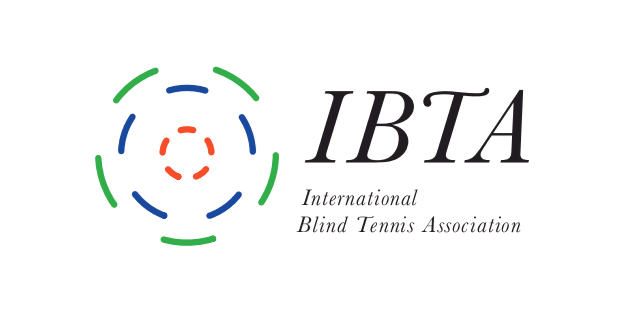 IBTA
International
Blind Tennis Association